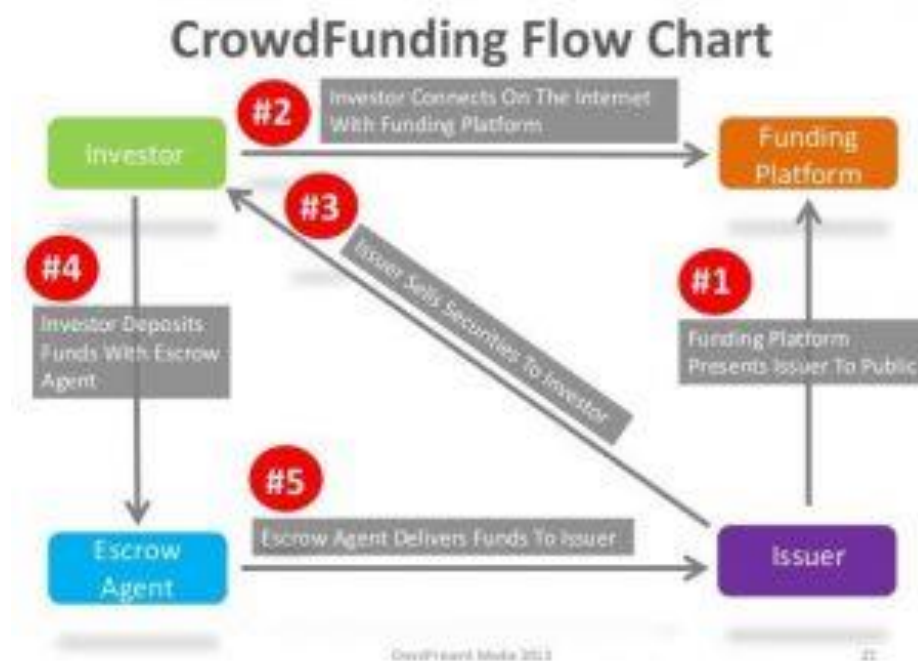 CrowdFunding Flow Chart
#2
Investor Connects On The Internet
With Funding Platform
Investor
Funding
Platform
#3
Issuer Sells Securities To Investor
#4
Investor Deposits
Funds With Escrow
Agent
#1
Funding Platform
Presents Issuer To Public
#5
Escrow Agent Delivers Funds To Issuer
Escrow
Agent
Issuer
Media 2013